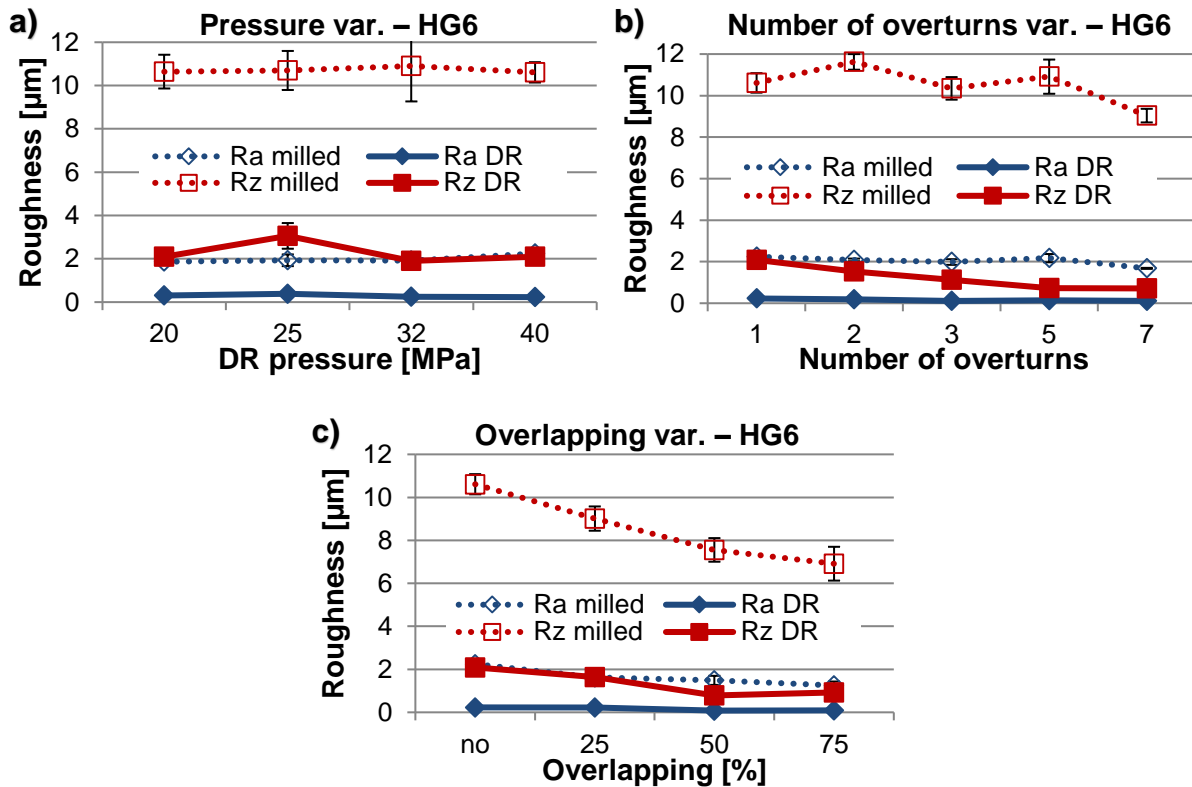 a) Pressure var. – HG6
Roughness [µm]
12
10
8
6
4
2
0
Ra milled Ra DR
Rz milled Rz DR
20 25 32 40
DR pressure [MPa]
b) Number of overturns var. – HG6
Roughness [µm]
12
10
8
6
4
2
0
Ra milled Ra DR
Rz milled Rz DR
1 2 3 5 7
Number of overturns
c) Overlapping var. – HG6
Roughness [µm]
12
10
8
6
4
2
0
Ra milled Ra DR
Rz milled Rz DR
no 25 50 75
Overlapping [%]